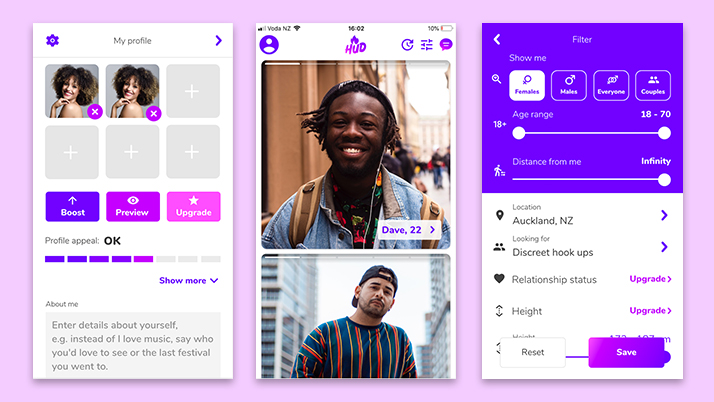 My profile
Boost
Preview
Upgrade
Profile appeal: OK
Show more
About me
Enter details about yourself,
e.g. instead of I love music, say who
you'd love to see or the last festival
you went to.
Voda NZ
16:02
10%
HUD
Dave, 22
Filter
Show me
Females
Males
Everyone
Couples
18+
Age range
18 - 70
Distance from me
Infinity
Location
Auckland, NZ
Looking for
Discreet hook ups
Relationship status
Upgrade
Height
Upgrade
Height
Reset
Save